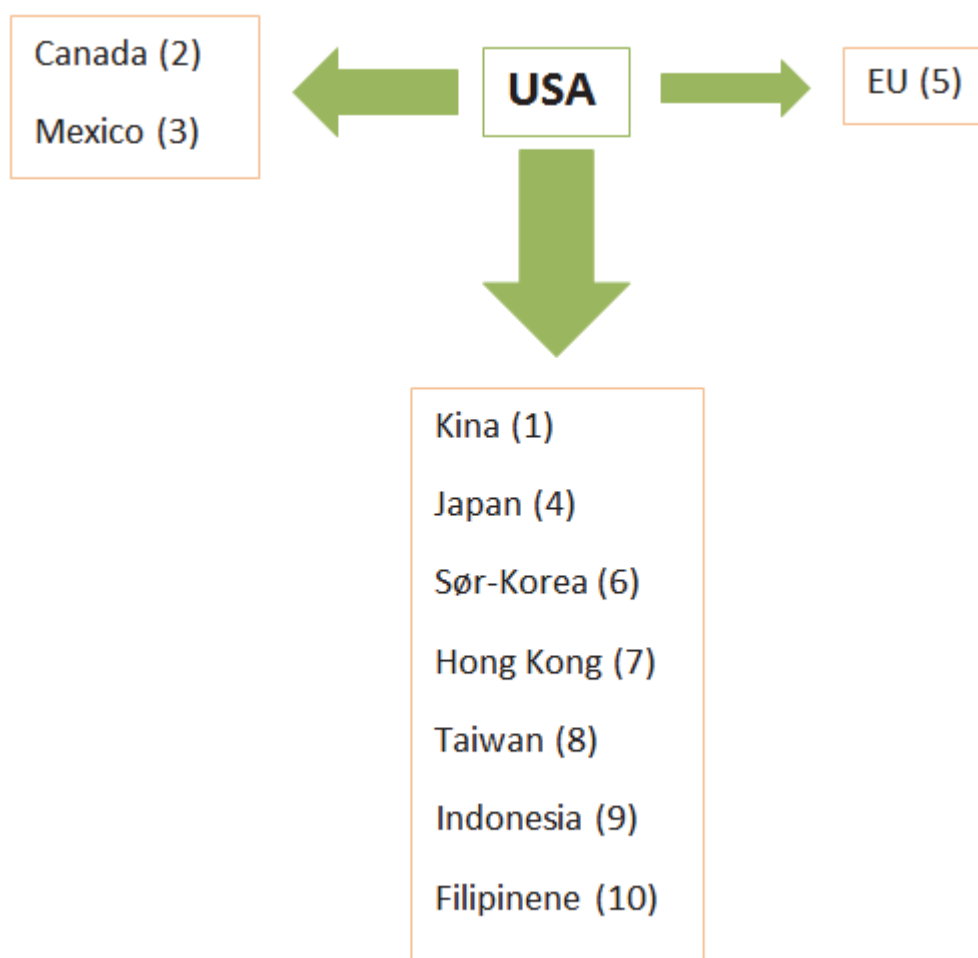 Canada (2)
Mexico (3)
USA
EU (5)
Kina (1)
Japan (4)
Sør-Korea (6)
Hong Kong (7)
Taiwan (8)
Indonesia (9)
Filipinene (10)